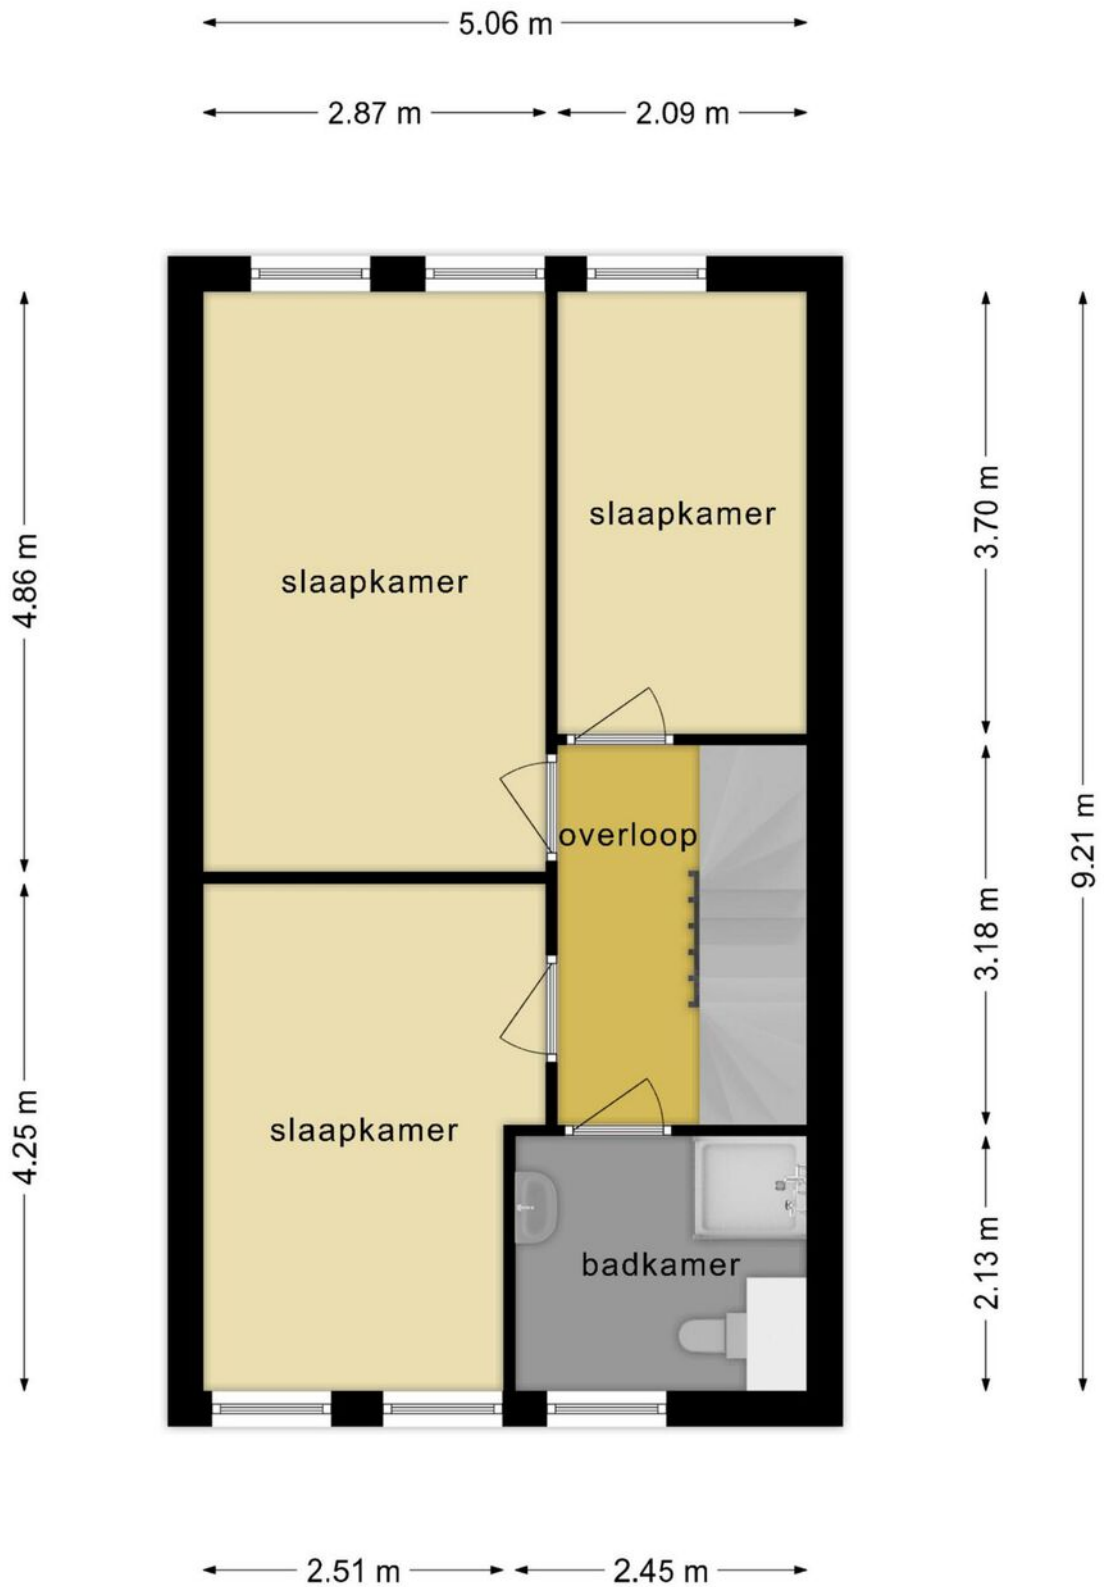 5.06 m
2.87 m
2.09 m
slaapkamer
3.70 m
slaapkamer
4.86 m
overloop
9.21 m
3.18 m
slaapkamer
4.25 m
badkamer
2.13 m
2.51 m
2.45 m